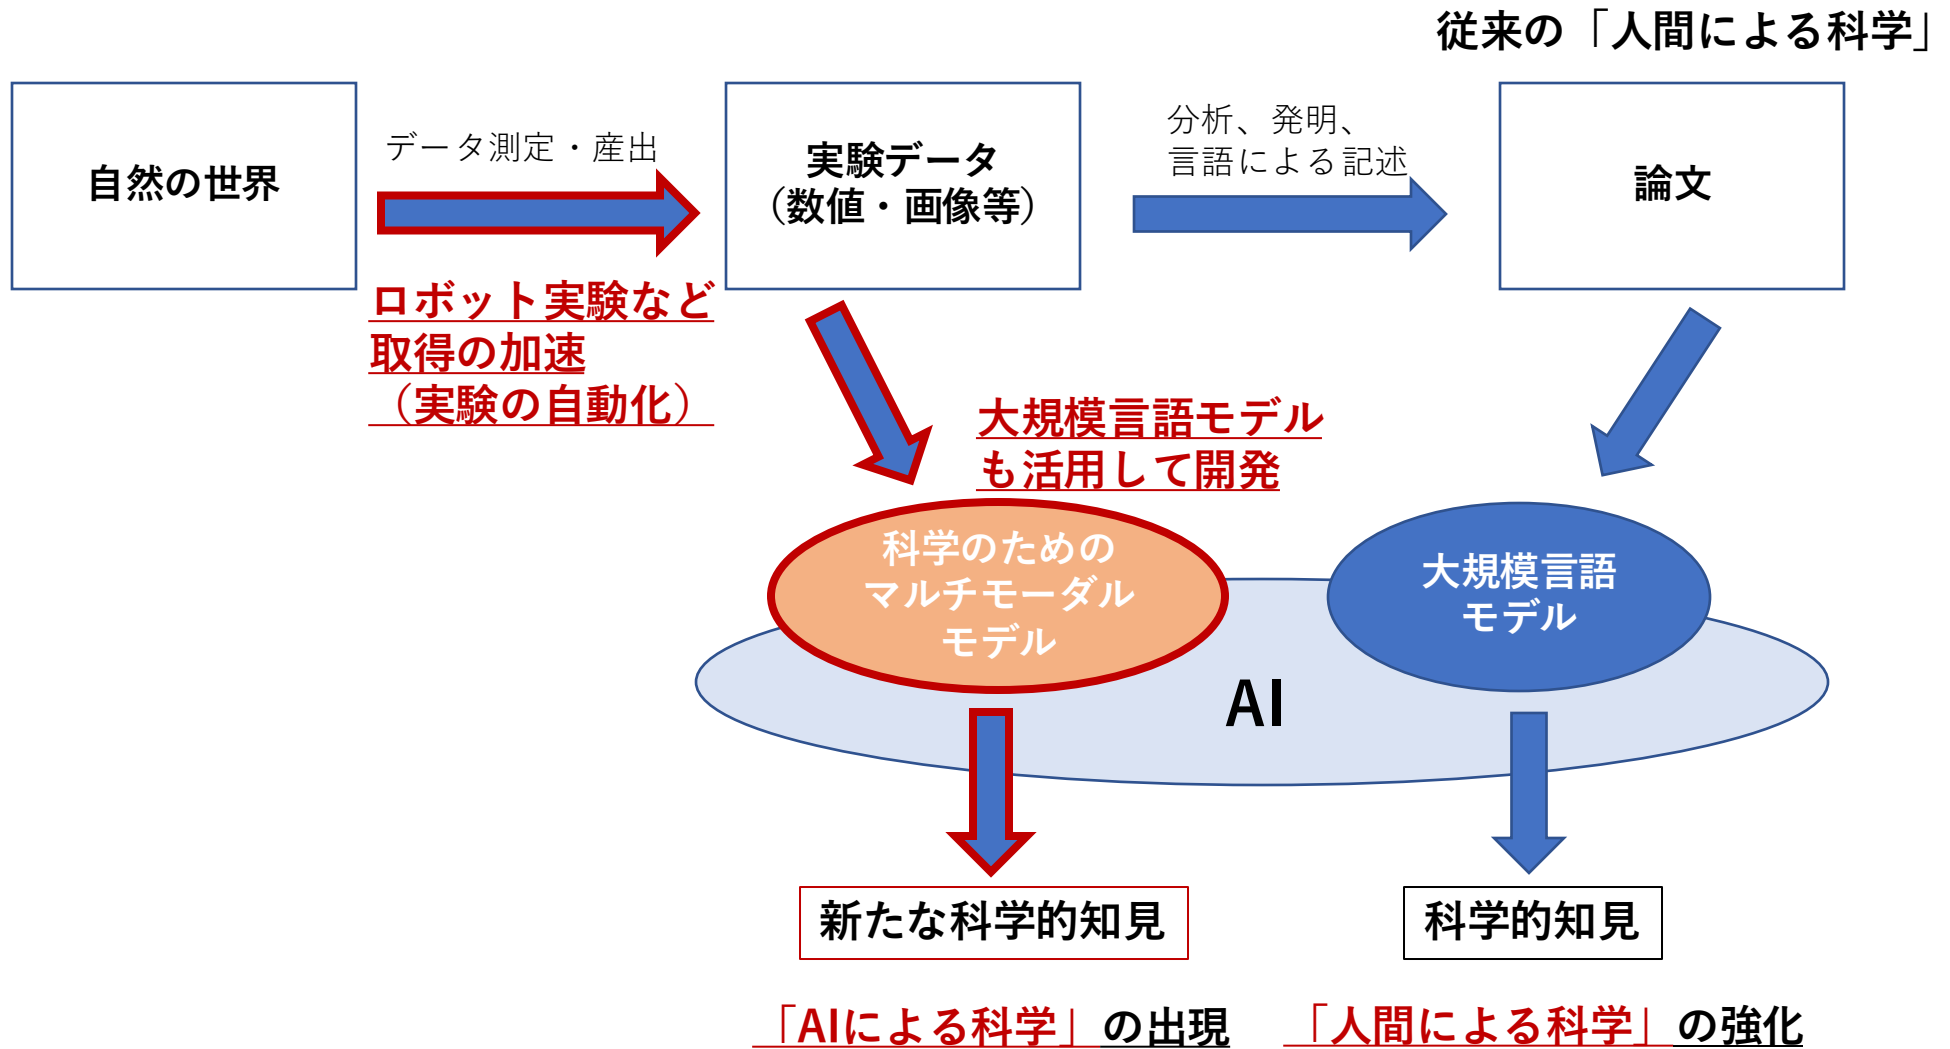 従来の「人間による科学」
自然の世界
データ測定・産出
実験データ
（数値・画像等）
分析、発明、
言語による記述
論文
ロボット実験など
取得の加速
（実験の自動化）
大規模言語モデル
も活用して開発
科学のための
マルチモーダル
モデル
大規模言語
モデル
AI
新たな科学的知見
科学的知見
「AIによる科学」の出現
「人間による科学」の強化